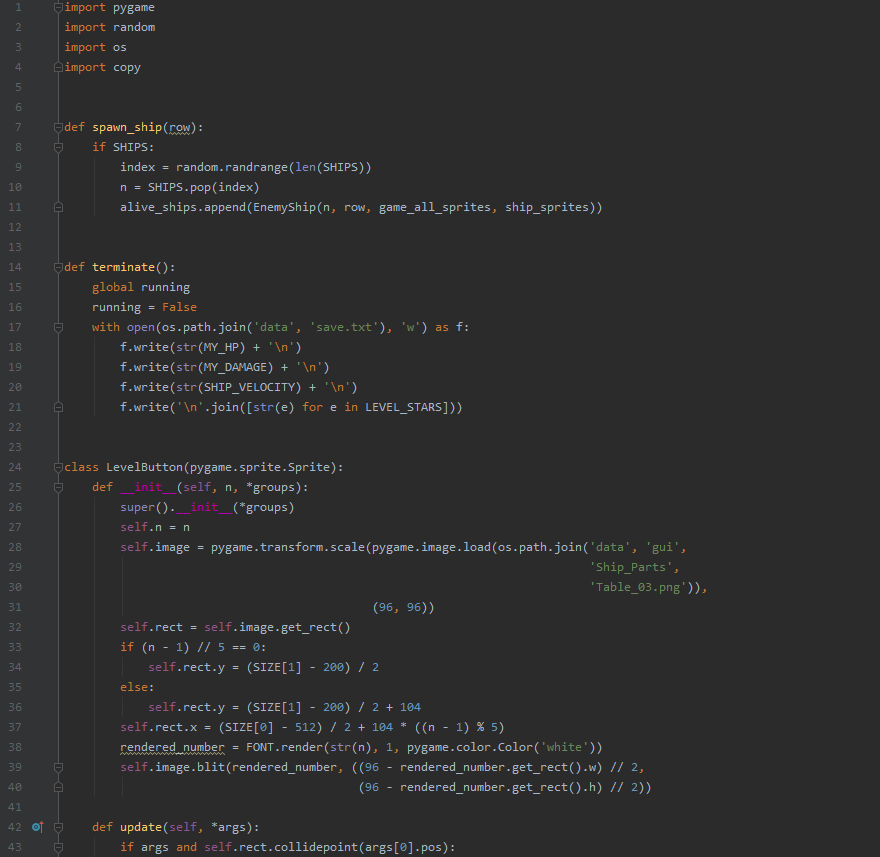 1 import pygame
2 import random
3 import os
4 import copy
5
6
7 def spawn_ship(row):
8     if SHIPS:
9         index = random.randrange(len(SHIPS))
10         n = SHIPS.pop(index)
11         alive_ships.append(EnemyShip(n, row, game_all_sprites, ship_sprites))
12
13
14 def terminate():
15     global running
16     running = False
17     with open(os.path.join('data', 'save.txt'), 'w') as f:
18         f.write(str(MY_HP) + '\n')
19         f.write(str(MY_DAMAGE) + '\n')
20         f.write(str(SHIP_VELOCITY) + '\n')
21         f.write('\n'.join([str(e) for e in LEVEL_STARS]))
22
23
24 class LevelButton(pygame.sprite.Sprite):
25     def __init__(self, n, *groups):
26         super().__init__(*groups)
27         self.n = n
28         self.image = pygame.transform.scale(pygame.image.load(os.path.join('data', 'gui',
29                                                                            'Ship_Parts',
30                                                                            'Table_03.png')),
31                                             (96, 96))
32         self.rect = self.image.get_rect()
33         if (n - 1) // 5 == 0:
34             self.rect.y = (SIZE[1] - 200) / 2
35         else:
36             self.rect.y = (SIZE[1] - 200) / 2 + 104
37         self.rect.x = (SIZE[0] - 512) / 2 + 104 * ((n - 1) % 5)
38         rendered_number = FONT.render(str(n), 1, pygame.color.Color('white'))
39         self.image.blit(rendered_number, ((96 - rendered_number.get_rect().w) // 2,
40                                           (96 - rendered_number.get_rect().h) // 2))
41
42     def update(self, *args):
43         if args and self.rect.collidepoint(args[0].pos):